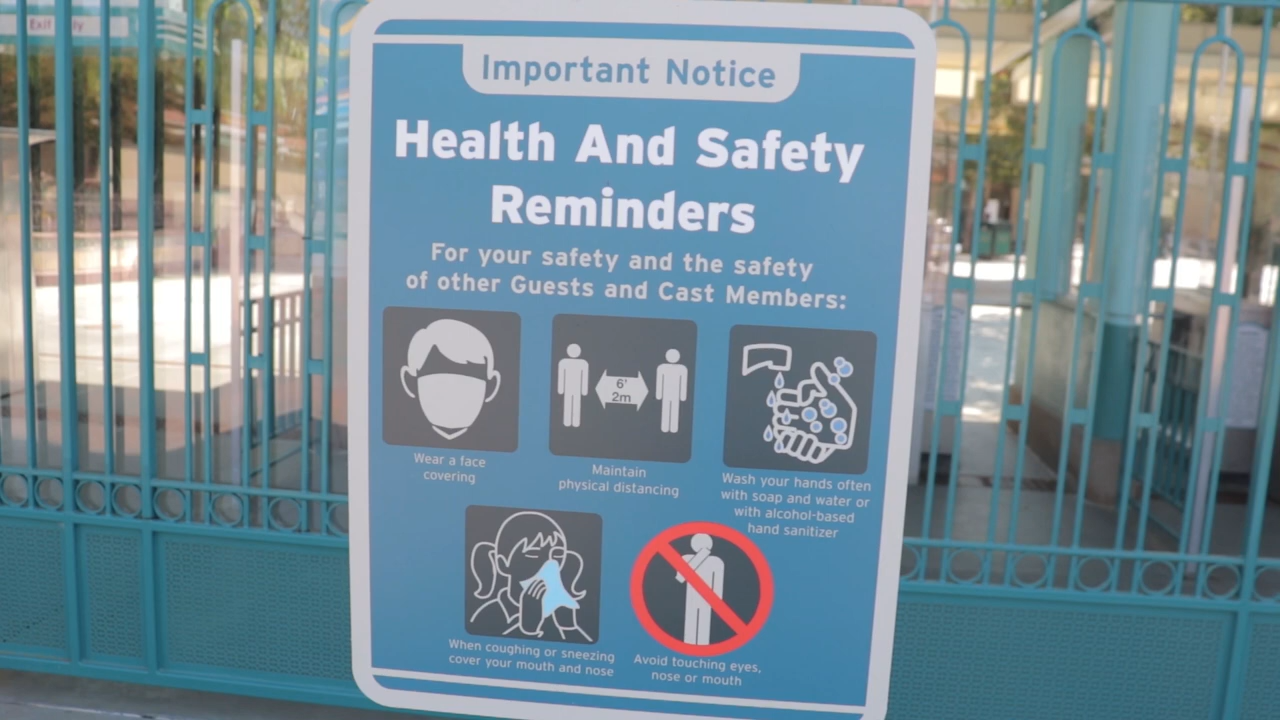 Exit Only
Important Notice
Health And Safety
Reminders
For your safety and the safety
of other Guests and Cast Members:
6'
2m
Wear a face
covering
Maintain
physical distancing
Wash your hands often
with soap and water or
with alcohol-based
hand sanitizer
When coughing or sneezing
cover your mouth and nose
Avoid touching eyes,
nose or mouth